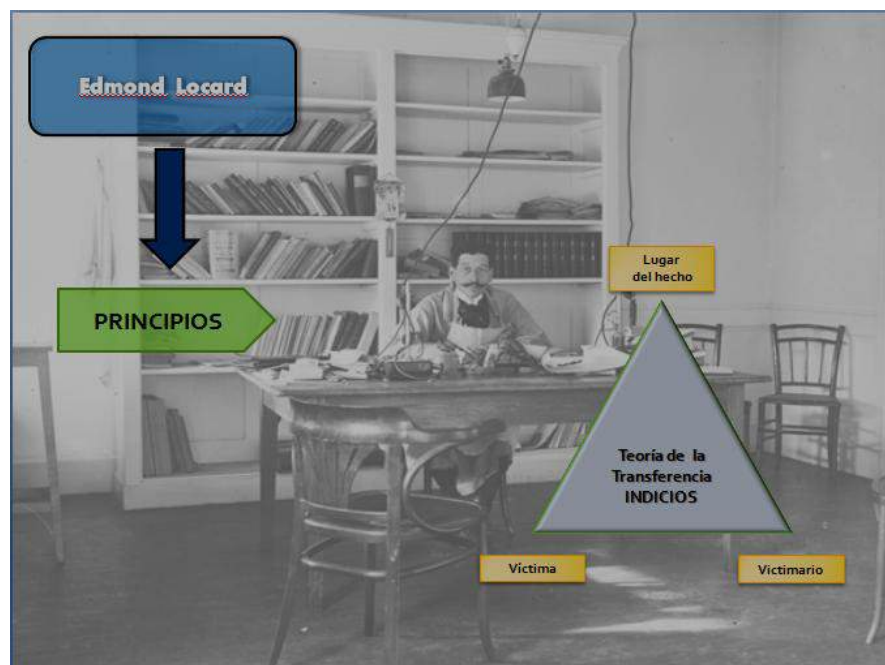 Edmond Locard
PRINCIPIOS
Lugar
del hecho
Teoría de la
Transferencia
INDICIOS
Víctima
Victimario